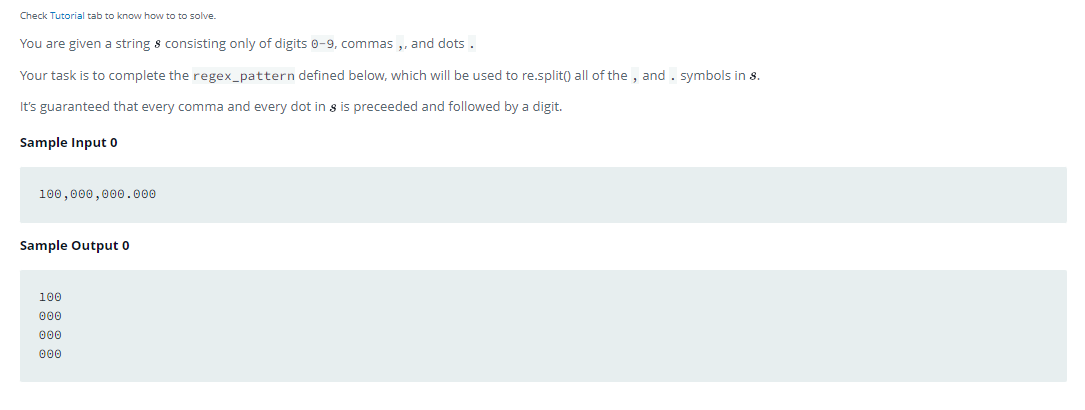 Check Tutorial tab to know how to to solve.
You are given a string s consisting only of digits 0-9, commas ,, and dots .
Your task is to complete the regex_pattern defined below, which will be used to re.split() all of the , and . symbols in s.
It’s guaranteed that every comma and every dot in s is preceeded and followed by a digit.
Sample Input 0
100,000,000.000
Sample Output 0
100
000
000
000